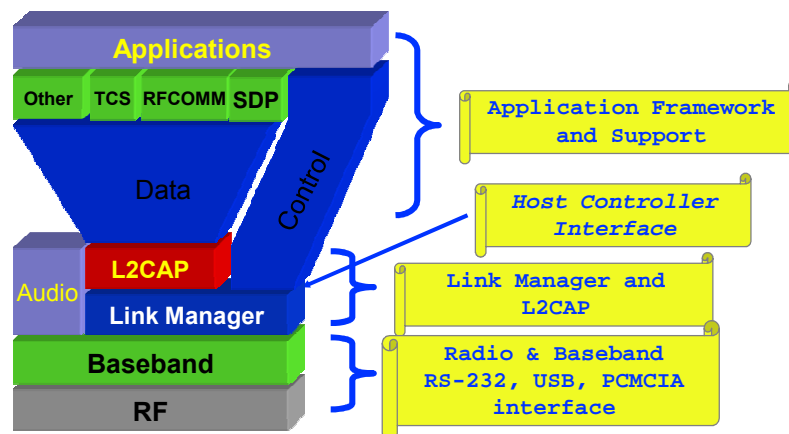 Applications
Other TCS RFCOMM SDP
Application Framework
and Support
Data
Control
Host Controller
Interface
L2CAP
Audio
Link Manager
Link Manager and
L2CAP
Baseband
Radio & Baseband
RS-232, USB, PCMCIA
interface
RF